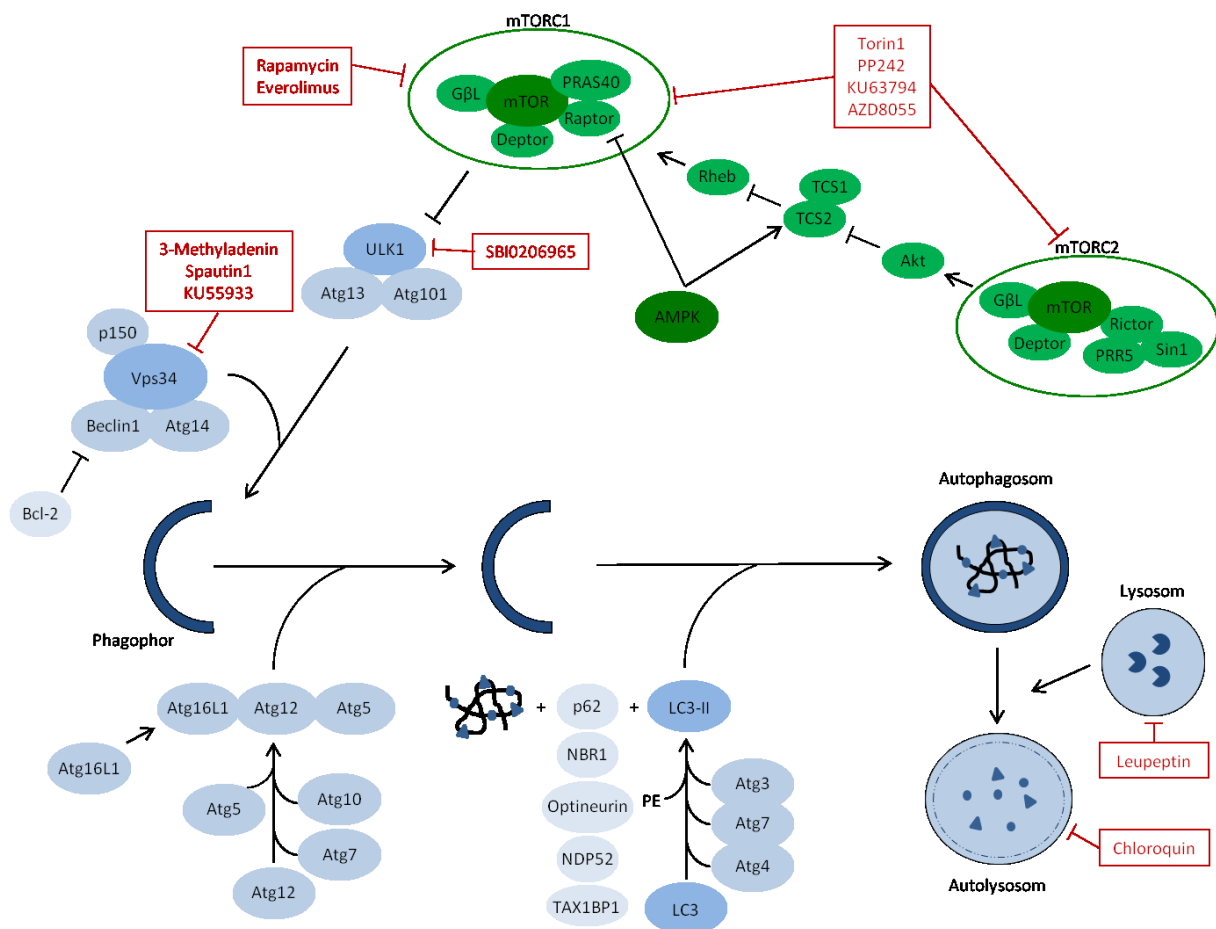 mTORC1
Rapamycin
Everolimus
GβL
mTOR
PRAS40
Raptor
Deptor
Torin1
PP242
KU63794
AZD8055
Rheb
TCS1
TCS2
Akt
mTORC2
GβL
mTOR
Rictor
Deptor
PRR5
Sin1
AMPK
ULK1
Atg13
Atg101
SBI0206965
3-Methyladenin
Spautin1
KU55933
p150
Vps34
Beclin1
Atg14
Bcl-2
Phagophor
Autophagosom
Lysosom
Atg16L1
Atg12
Atg5
Atg16L1
Atg5
Atg10
Atg7
Atg12
+
p62
+
LC3-II
NBR1
Optineurin
NDP52
TAX1BP1
PE
Atg3
Atg7
Atg4
LC3
Leupeptin
Chloroquin
Autolysosom